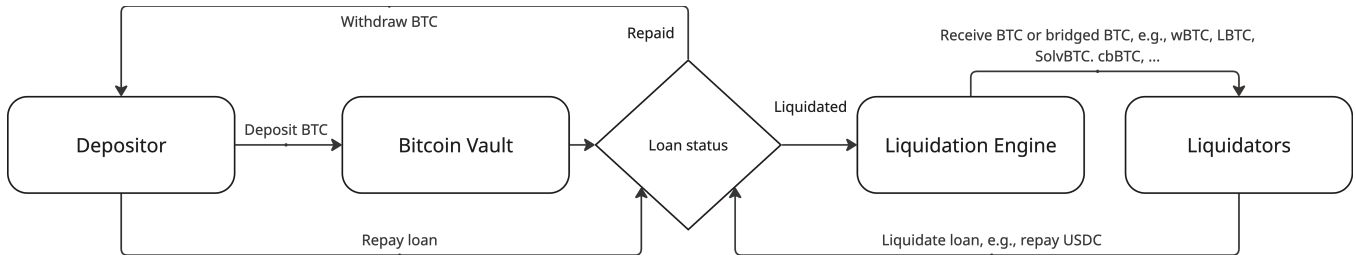 Withdraw BTC
Repaid
Receive BTC or bridged BTC, e.g., wBTC, LBTC,
SolvBTC. cbBTC, ...
Liquidated
Depositor
Deposit BTC
Bitcoin Vault
Loan status
Liquidation Engine
Liquidators
Repay loan
Liquidate loan, e.g., repay USDC